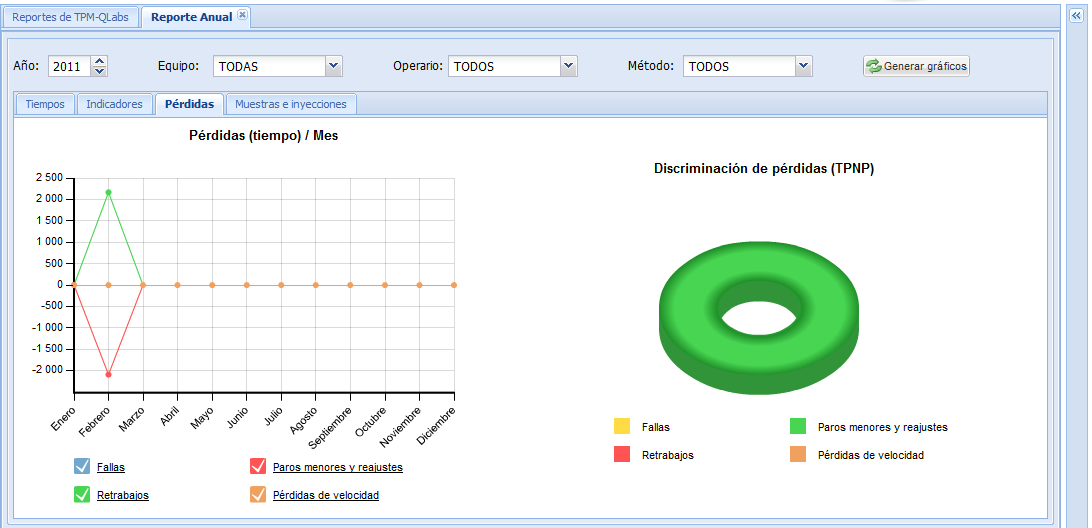 Reportes de TPM-QLabs
Reporte Anual
Año: 2011 Equipo: TODAS Operario: TODOS Método: TODOS Generar gráficos
Tiempos Indicadores Pérdidas Muestras e inyecciones
Pérdidas (tiempo) / Mes
2 500
2 000
1 500
1 000
500
0
-500
-1 000
-1 500
-2 000
Enero Febrero Marzo Abril Mayo Junio Julio Agosto Septiembre Octubre Noviembre Diciembre
Fallas Paros menores y reajustes
Retrabajos Pérdidas de velocidad
Discriminación de pérdidas (TPNP)
Fallas Paros menores y reajustes
Retrabajos Pérdidas de velocidad